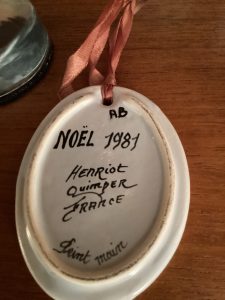 AB
NOËL 1981
HENRIOT
QUIMPER
FRANCE
Peint main